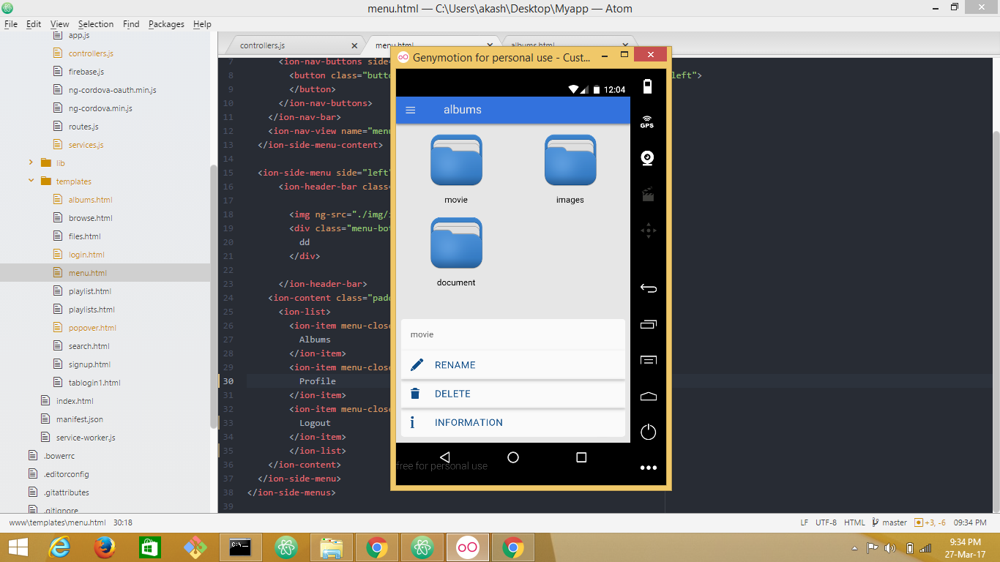 menu.html — C:\Users\akash\Desktop\Myapp — Atom
File Edit View Selection Find Packages Help
app.js
controllers.js
firebase.js
ng-cordova-oauth.min.js
ng-cordova.min.js
routes.js
services.js
lib
templates
albums.html
browse.html
files.html
login.html
menu.html
playlist.html
playlists.html
popover.html
search.html
signup.html
tablogin1.html
index.html
manifest.json
service-worker.js
.bowerrc
.editorconfig
.gitattributes
.gitignore
controllers.js menu.html albums.html
7 <ion-nav-buttons side=
8 <button class="butto left">
9 </button>
10 </ion-nav-buttons>
11 </ion-nav-bar>
12 <ion-nav-view name="menu
13 </ion-side-menu-content>
14
15 <ion-side-menu side="left"
16 <ion-header-bar class=
17
18 <img ng-src="./img/
19 <div class="menu-bot
20 dd
21 </div>
22
23 </ion-header-bar>
24 <ion-content class="padd
25 <ion-list>
26 <ion-item menu-close
27 Albums
28 </ion-item>
29 <ion-item menu-close
30 Profile
31 </ion-item>
32 <ion-item menu-close
33 Logout
34 </ion-item>
35 </ion-list>
36 </ion-content>
37 </ion-side-menu>
38 </ion-side-menus>
39
Genymotion for personal use - Cust...
12:04
albums
movie images
document
movie
RENAME
DELETE
INFORMATION
free for personal use
GPS
www\templates\menu.html 30:18
LF UTF-8 HTML master +3, -6 09:34 PM
C:\_
9:34 PM
27-Mar-17